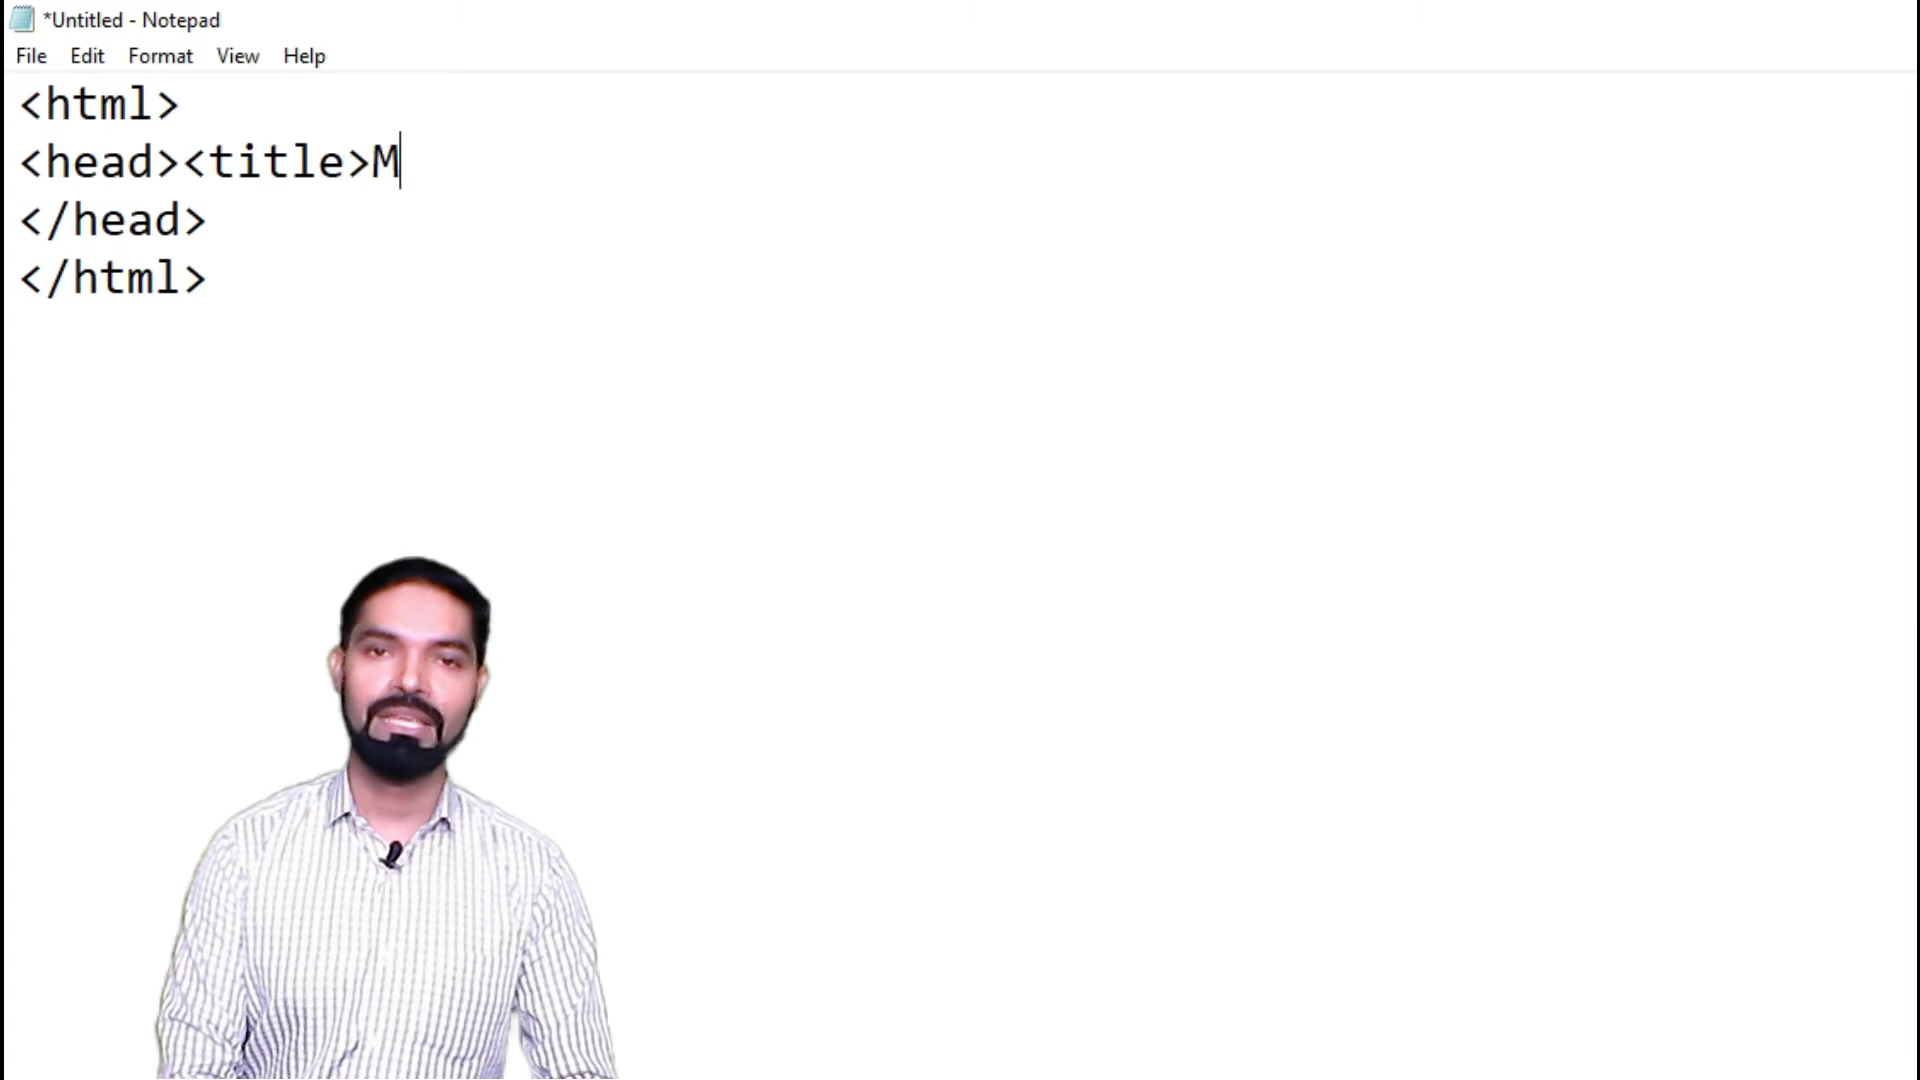 *Untitled - Notepad
File Edit Format View Help
<html>
<head><title>M
</head>
</html>